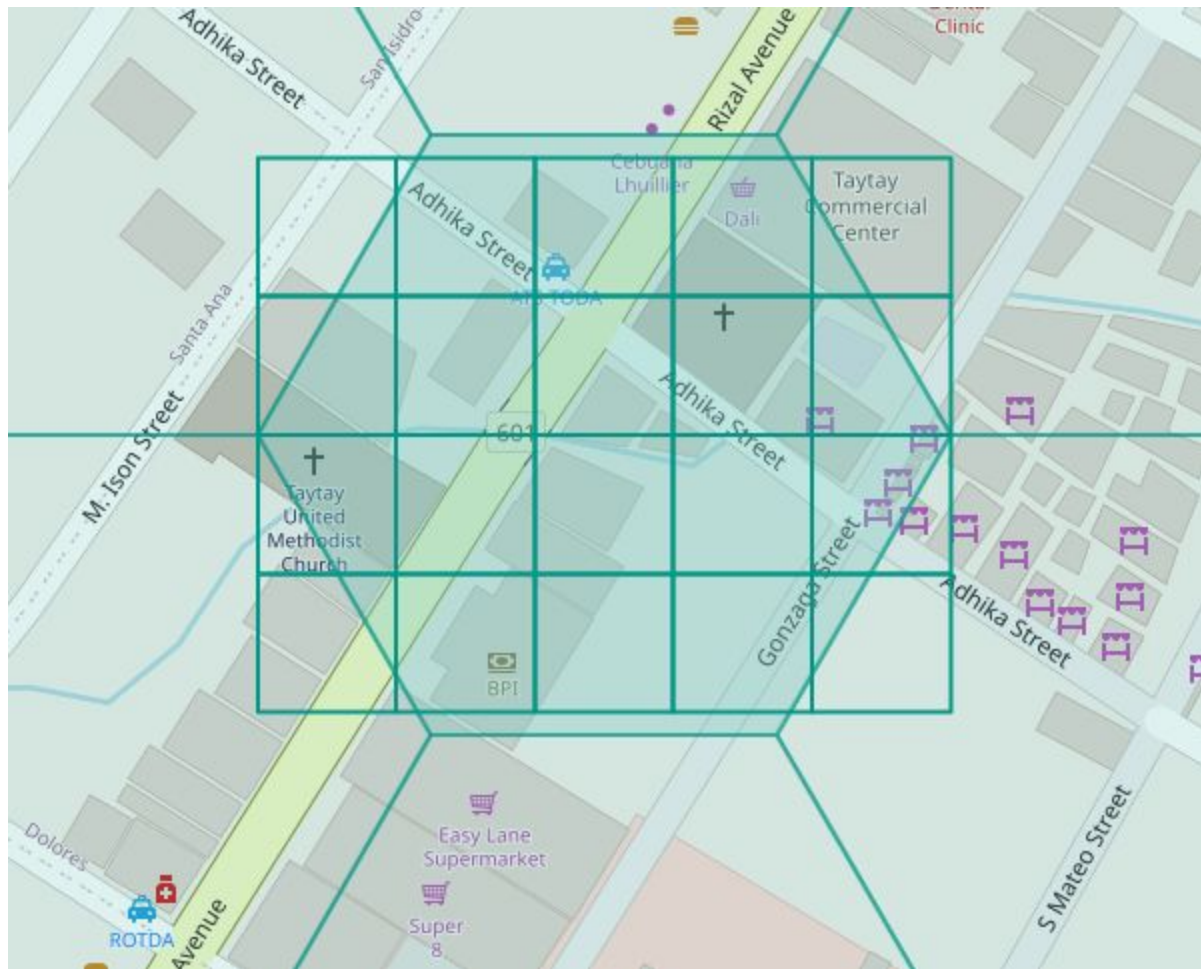 Adhika Street
San Isidro
Rizal Avenue
Clinic
Cebuana
Lhuillier
Dali
Taytay
Commercial
Center
Adhika Street
ATS TODA
Santa Ana
M. Ison Street
601
Adhika Street
Taytay
United
Methodist
Church
Gonzaga Street
Adhika Street
BPI
Dolores
Easy Lane
Supermarket
S Mateo Street
Super
8
ROTDA
Avenue